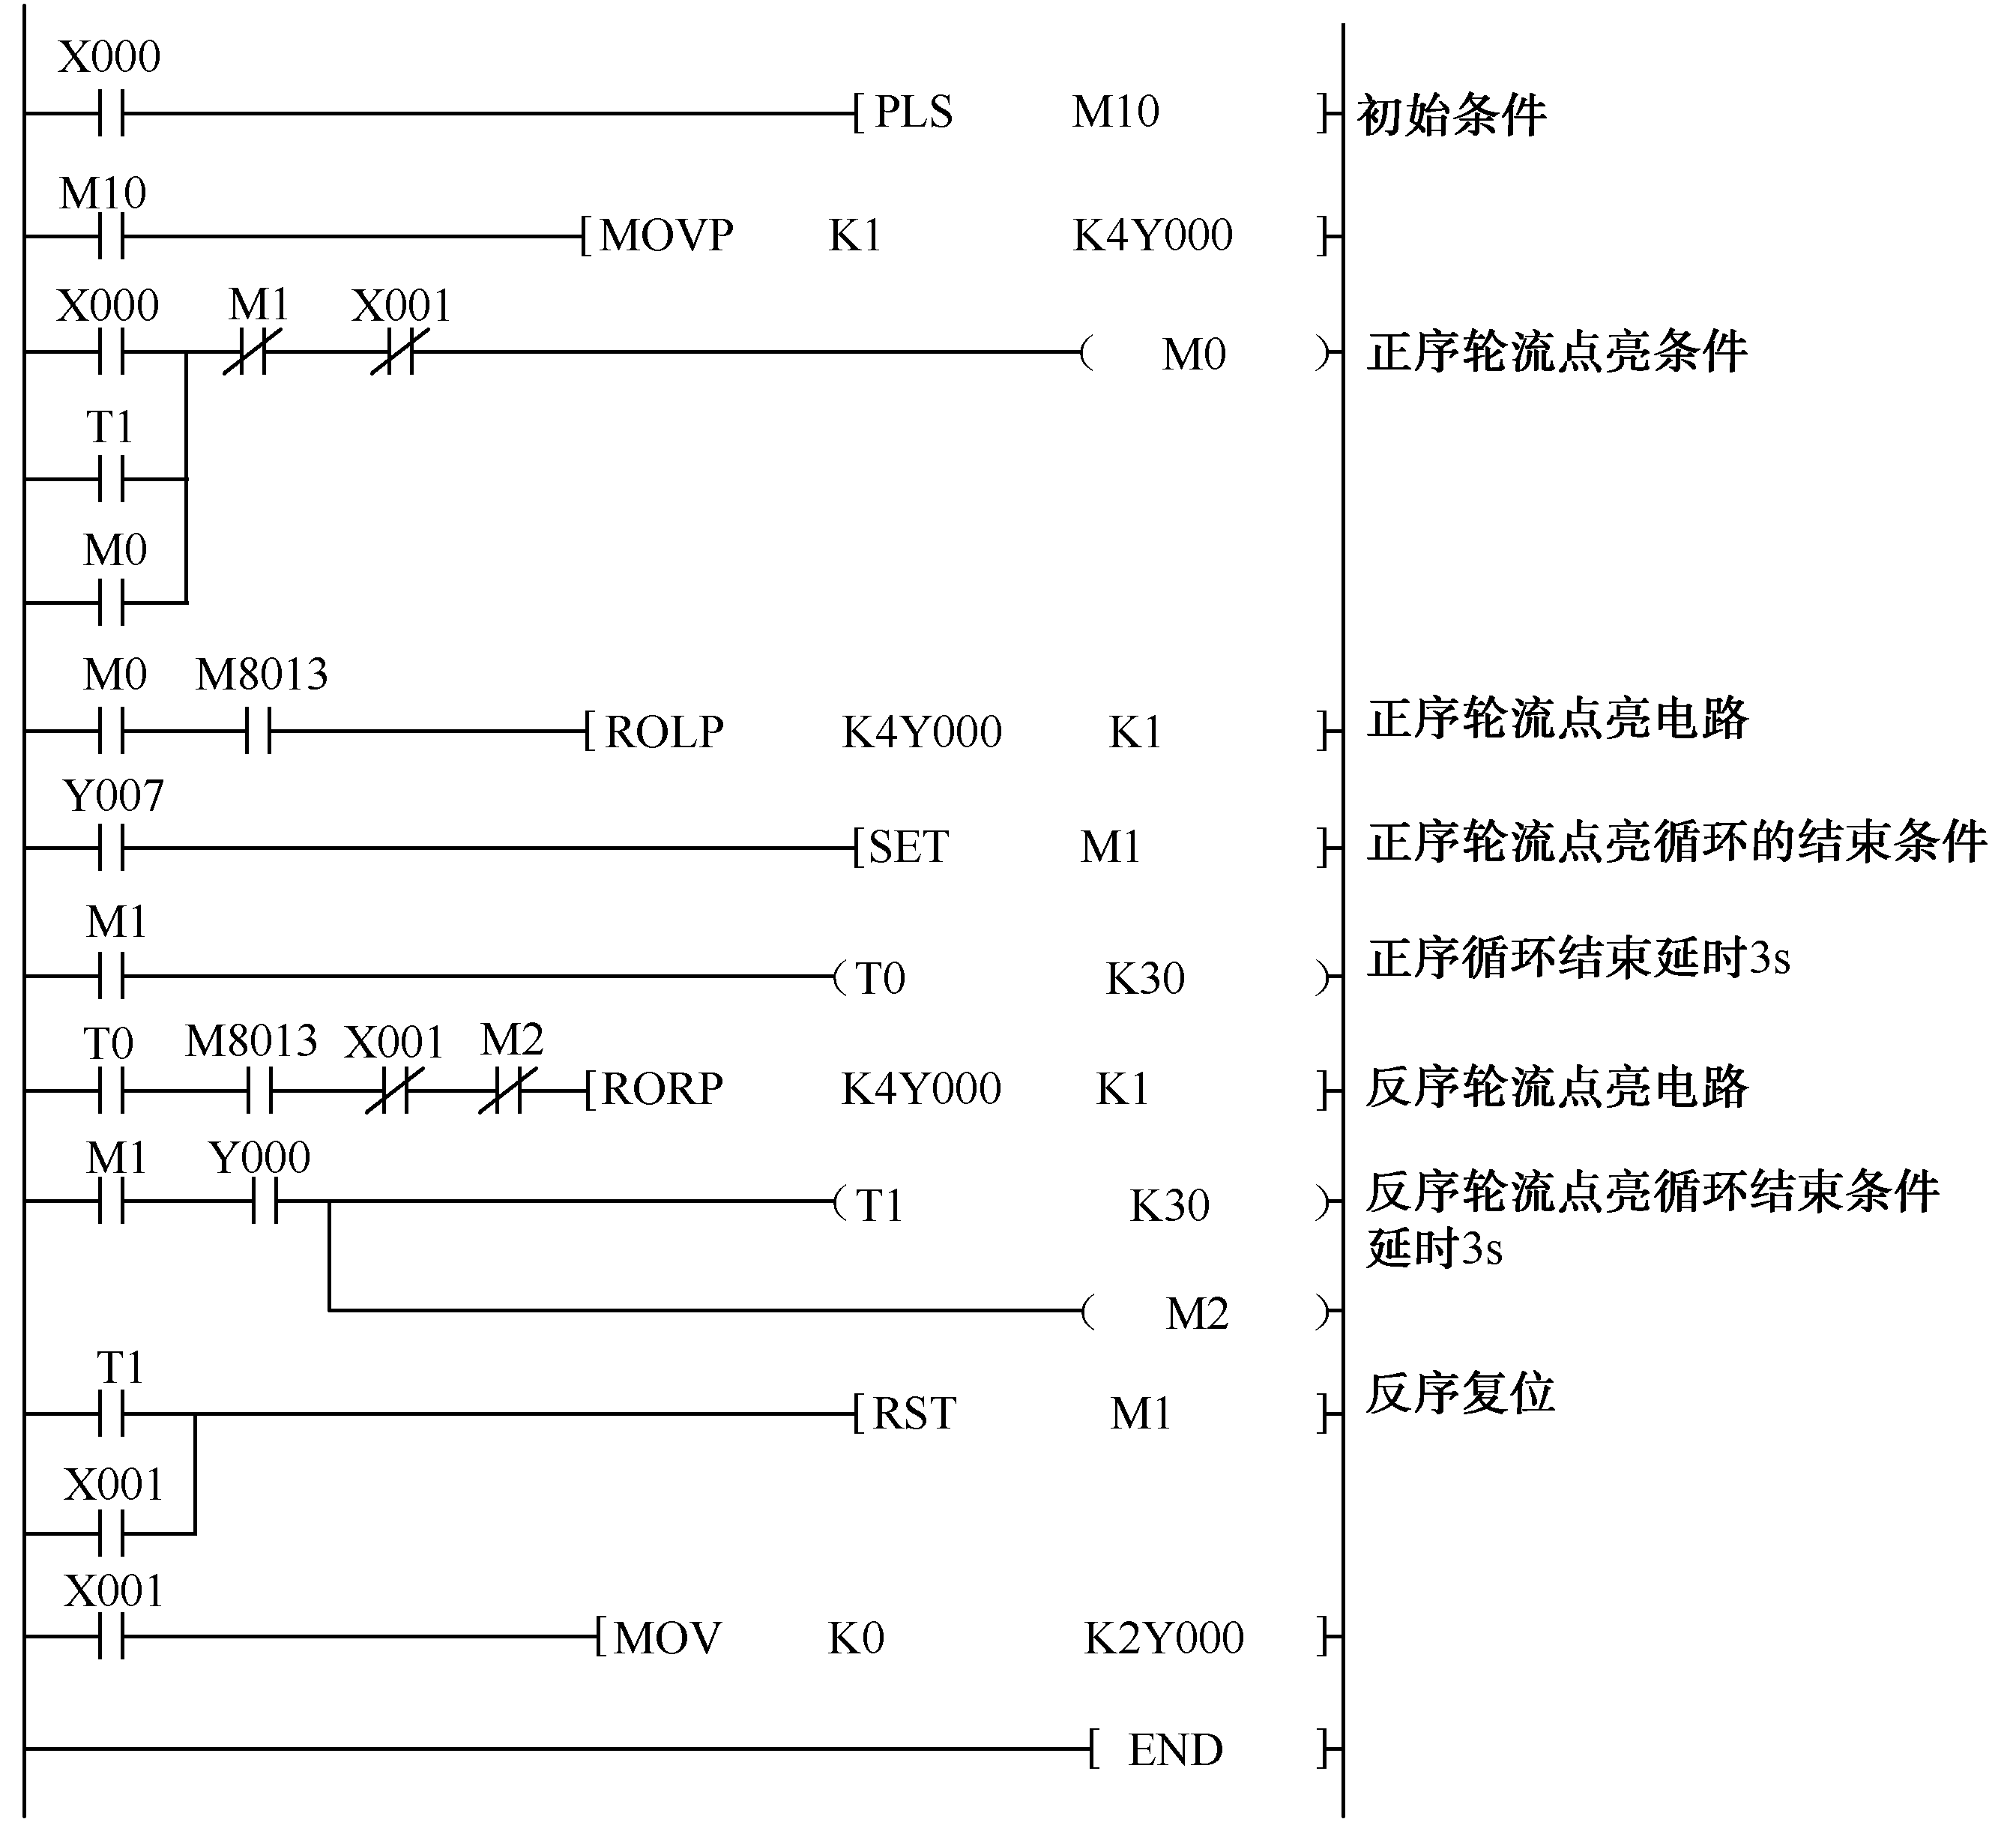 X000
[ PLS M10 ] 初始条件
M10
[ MOVP K1 K4Y000 ]
X000 M1 X001
( M0 ) 正序轮流点亮条件
T1
M0
M0 M8013
[ ROLP K4Y000 K1 ] 正序轮流点亮电路
Y007
[ SET M1 ] 正序轮流点亮循环的结束条件
M1
( T0 K30 ) 正序循环结束延时3s
T0 M8013 X001 M2
[ RORP K4Y000 K1 ] 反序轮流点亮电路
M1 Y000
( T1 K30 ) 反序轮流点亮循环结束条件
延时3s
( M2 )
T1
[ RST M1 ] 反序复位
X001
X001
[ MOV K0 K2Y000 ]
[ END ]